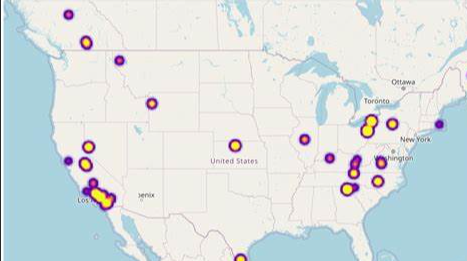 Ottawa
Toronto
New York
Washington
United States
Los
enix